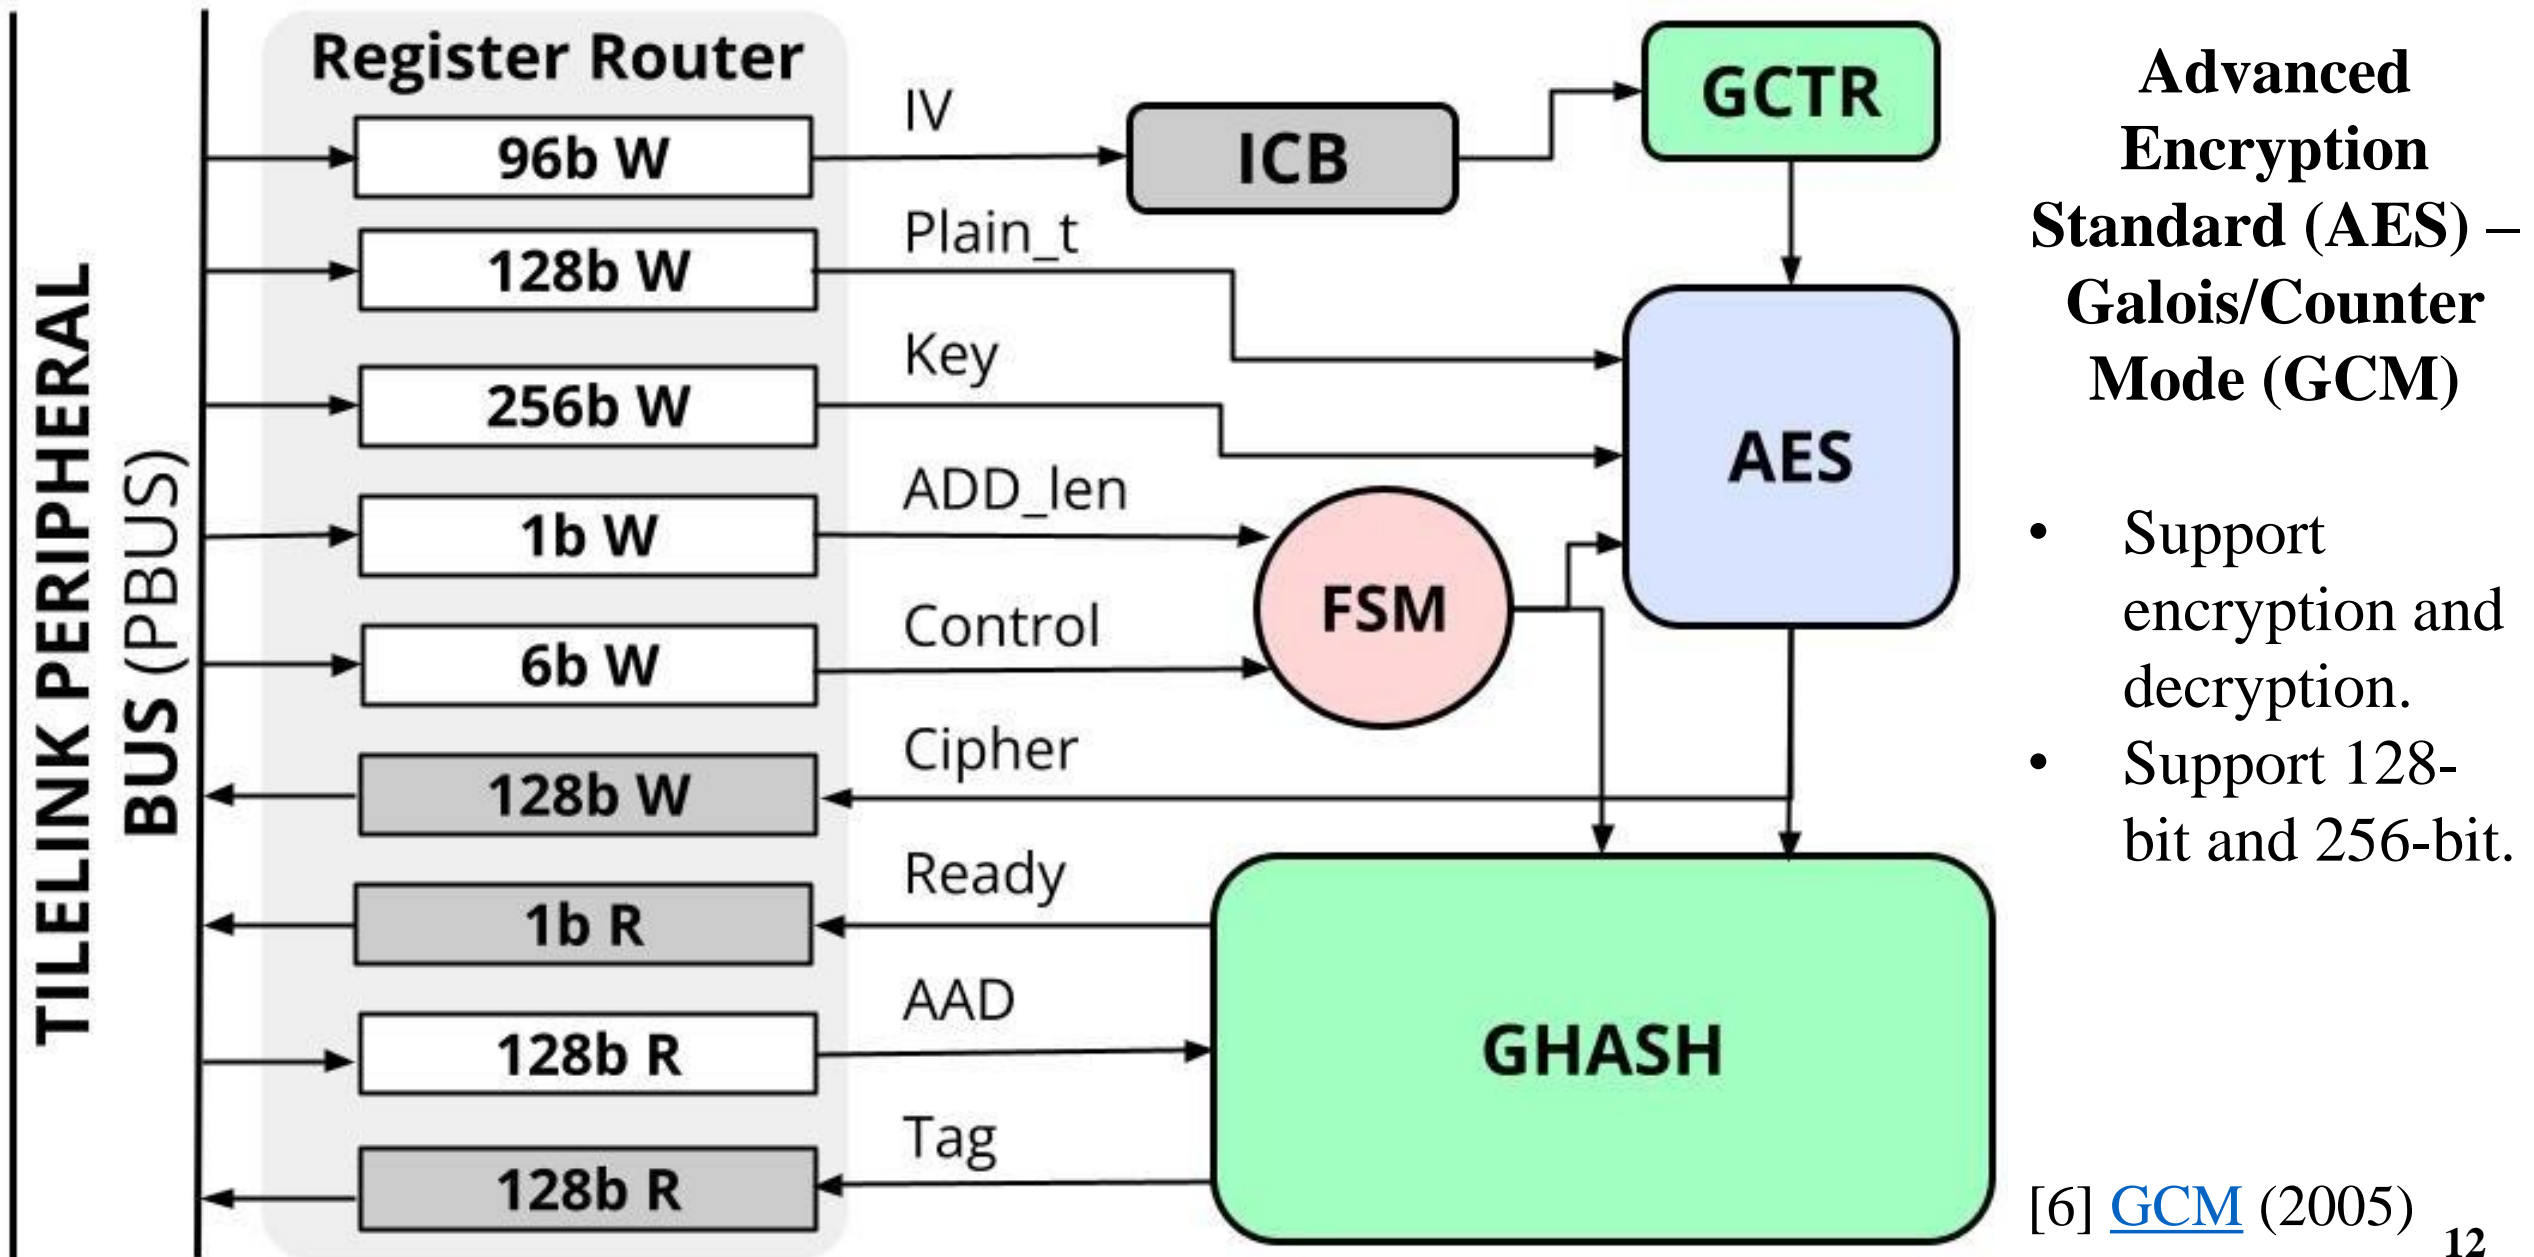 TILELINK PERIPHERAL
BUS (PBUS)
Register Router
96b W
128b W
256b W
1b W
6b W
128b W
1b R
128b R
128b R
IV
Plain_t
Key
ADD_len
Control
Cipher
Ready
AAD
Tag
ICB
GCTR
AES
FSM
GHASH
Advanced
Encryption
Standard (AES) –
Galois/Counter
Mode (GCM)
• Support
encryption and
decryption.
• Support 128-
bit and 256-bit.
[6] GCM (2005)
12